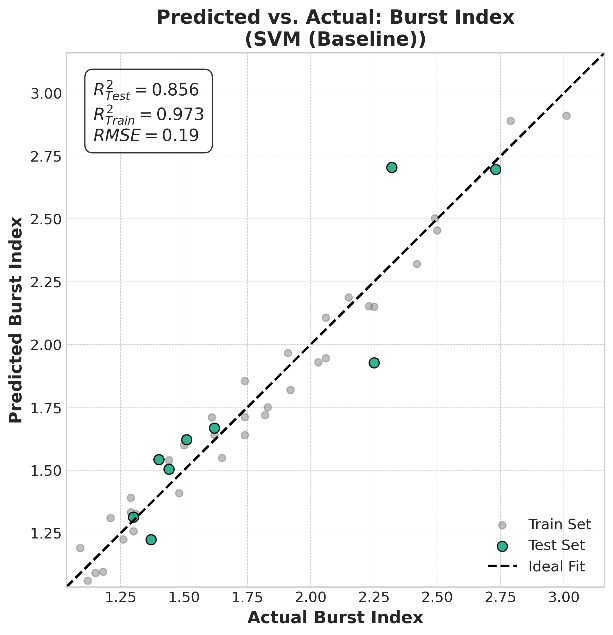 Predicted vs. Actual: Burst Index
(SVM (Baseline))
R²Test = 0.856
R²Train = 0.973
RMSE = 0.19
Predicted Burst Index
3.00
2.75
2.50
2.25
2.00
1.75
1.50
1.25
Train Set
Test Set
Ideal Fit
1.25 1.50 1.75 2.00 2.25 2.50 2.75 3.00
Actual Burst Index